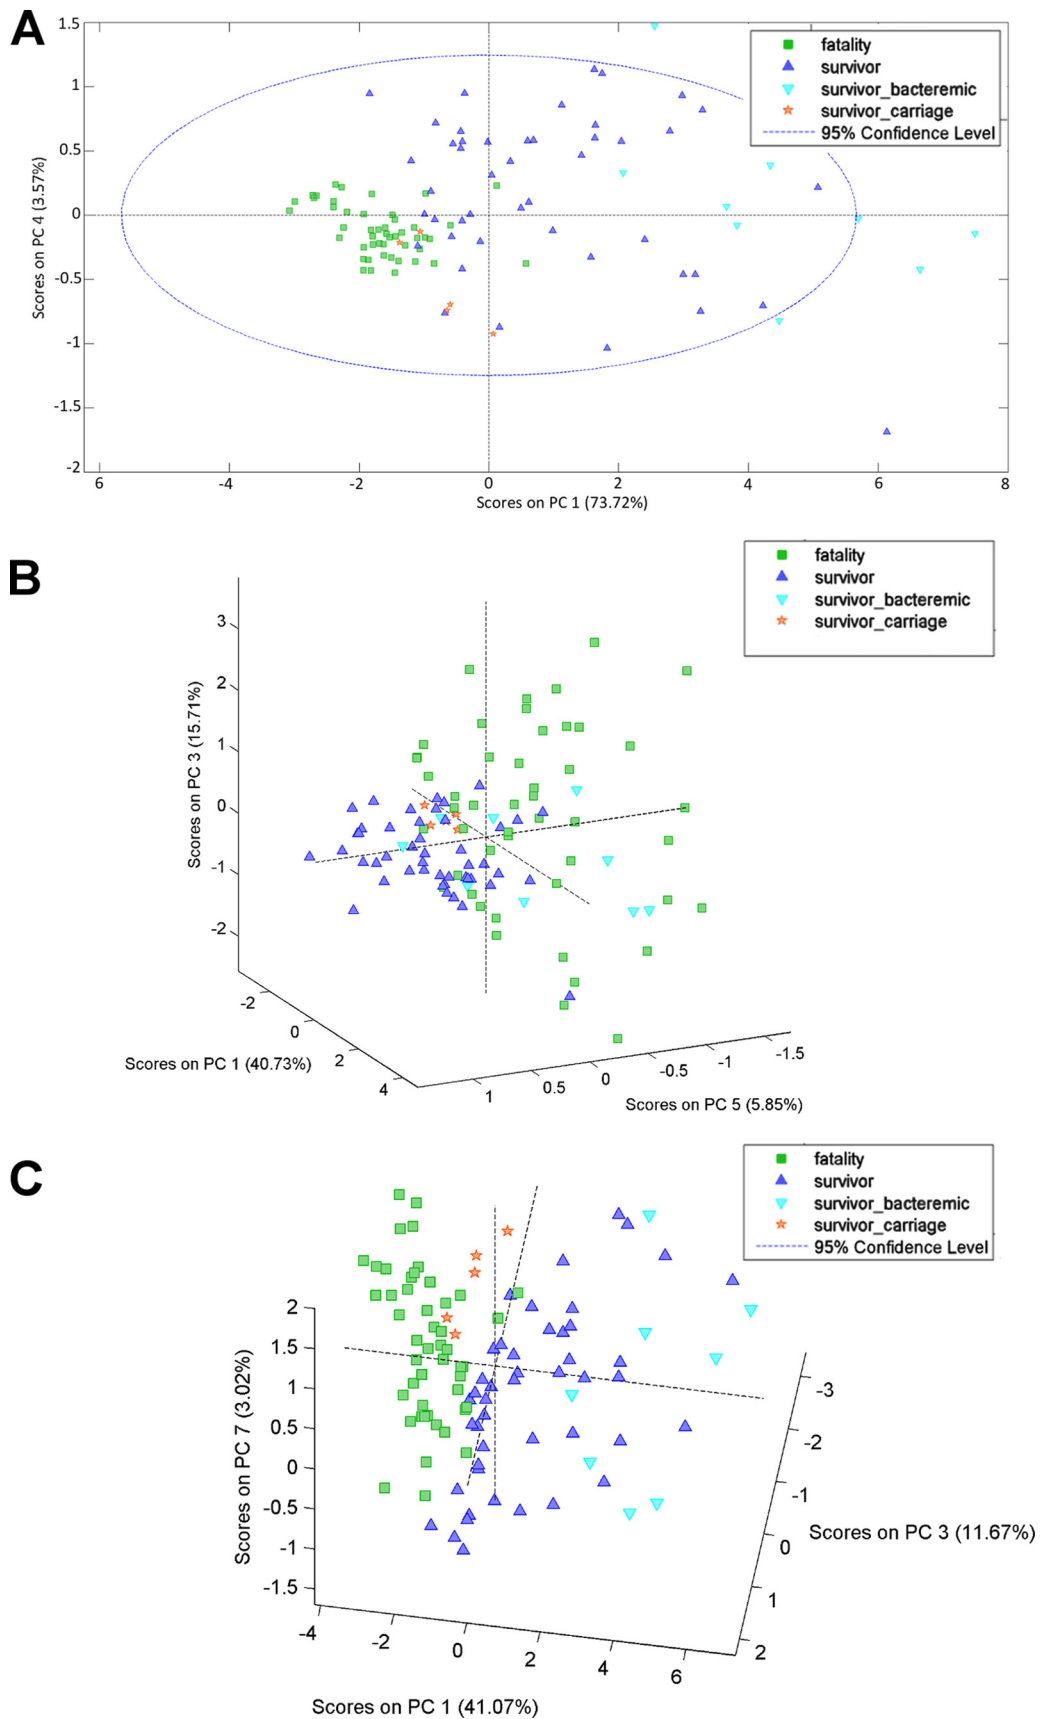 A
1.5
1
0.5
0
-0.5
-1
-1.5
-2
Scores on PC 4 (3.57%)
6
-4
-2
0
2
4
6
8
Scores on PC 1 (73.72%)
fatality
survivor
survivor_bacteremic
survivor_carriage
95% Confidence Level
B
fatality
survivor
survivor_bacteremic
survivor_carriage
3
2
1
0
-1
-2
Scores on PC 3 (15.71%)
-2
0
2
4
Scores on PC 1 (40.73%)
1
0.5
0
-0.5
-1
-1.5
Scores on PC 5 (5.85%)
C
fatality
survivor
survivor_bacteremic
survivor_carriage
95% Confidence Level
2
1.5
1
0.5
0
-0.5
-1
-1.5
Scores on PC 7 (3.02%)
-3
-2
-1
0
1
2
Scores on PC 3 (11.67%)
-4
-2
0
2
4
6
Scores on PC 1 (41.07%)